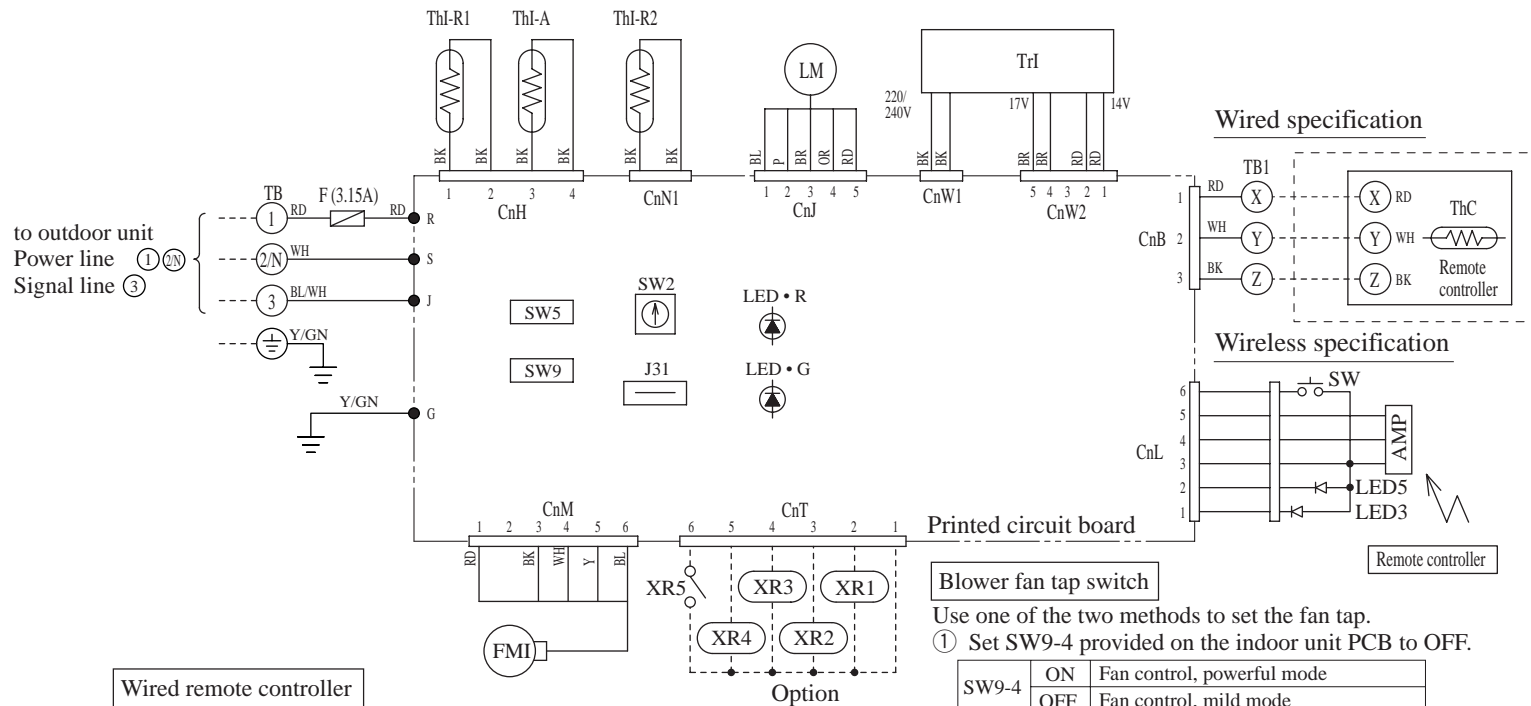 ThI-R1 ThI-A ThI-R2
LM
TrI
220/
240V
17V 14V
BK BK BK BK BK BK BL P BR OR RD BK BK BR BR RD RD
1 2 3 4
CnH
CnN1
1 2 3 4 5
CnJ
CnW1
5 4 3 2 1
CnW2
Wired specification
TB F (3.15A)
1 RD RD R
2/N WH S
3 BL/WH J
Y/GN
Y/GN G
to outdoor unit
Power line ① 2/N
Signal line ③
SW5
SW9
SW2
J31
LED • R
LED • G
TB1
CnB
1 RD X X RD
2 WH Y Y WH
3 BK Z Z BK
ThC
Remote
controller
Wireless specification
SW
CnL
6
5
4
3
2
1
AMP
LED5
LED3
Remote controller
CnM
1 2 3 4 5 6
RD BK WH Y BL
FMI
CnT
6 5 4 3 2 1
XR5 XR3 XR1
XR4 XR2
Option
Printed circuit board
Blower fan tap switch
Use one of the two methods to set the fan tap.
① Set SW9-4 provided on the indoor unit PCB to OFF.
SW9-4 ON Fan control, powerful mode
OFF Fan control, mild mode
Wired remote controller